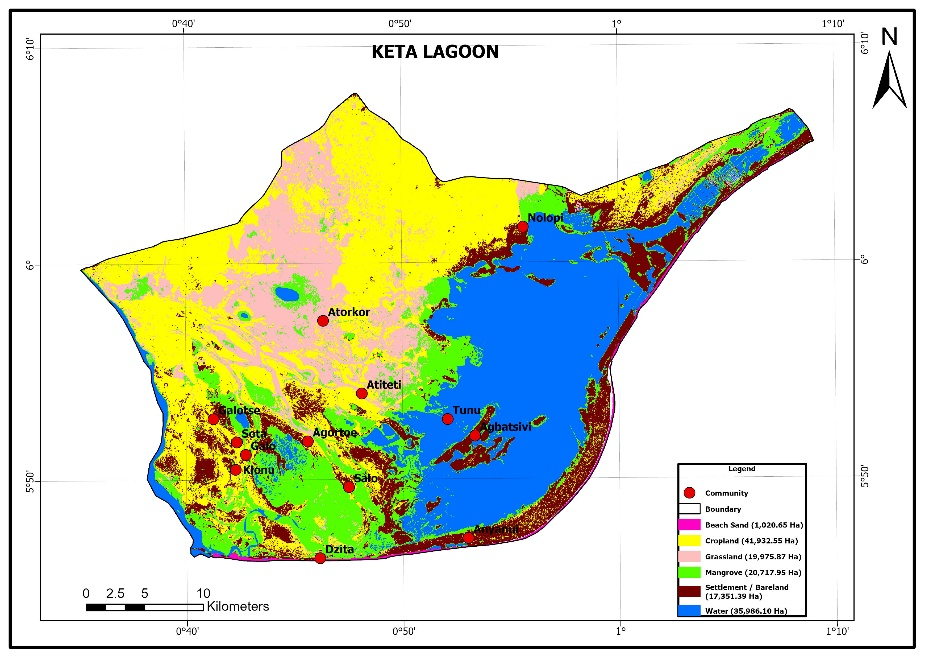 0°40' 0°50' 1° 1°10'
6°10' 6°10'
KETA LAGOON
N
Nolopi
6° 6°
Atorkor
Atiteti
Galotse
Tunu
Agbatsivi
Sota
Agortoe
Klonu
Salo
5°50' 5°50'
Dzita
Legend
Community
Boundary
Beach Sand (1,020.65 Ha)
Cropland (41,932.55 Ha)
Grassland (19,975.87 Ha)
Mangrove (20,717.95 Ha)
Settlement / Bareland
(17,351.39 Ha)
Water (35,986.10 Ha)
0 2.5 5 10
Kilometers
0°40' 0°50' 1° 1°10'